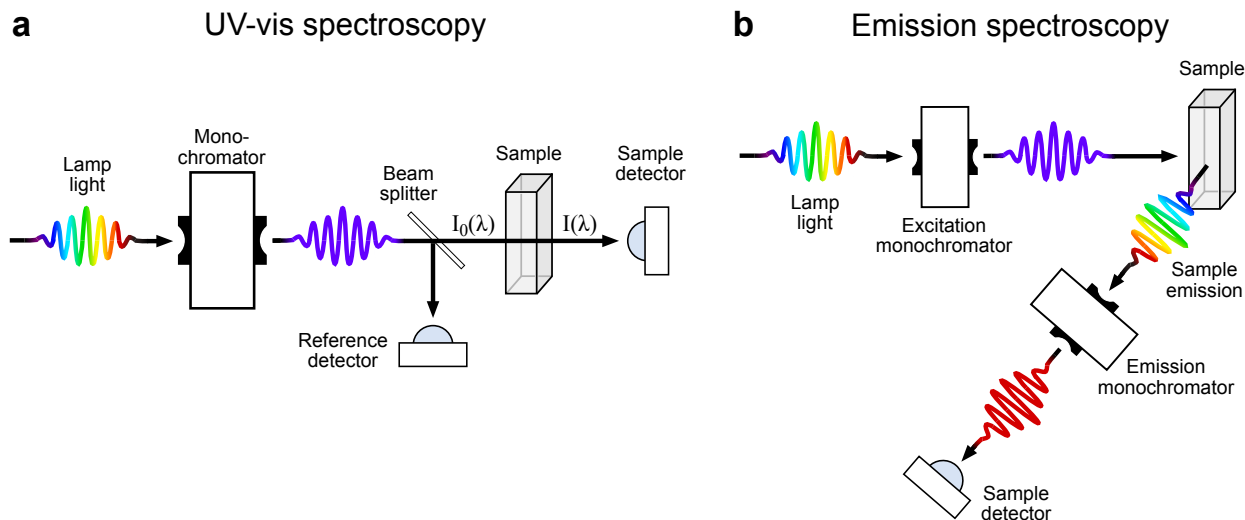 a
UV-vis spectroscopy
Lamp
light
Mono-
chromator
Beam
splitter
I₀(λ)
Sample
I(λ)
Sample
detector
Reference
detector
b
Emission spectroscopy
Lamp
light
Excitation
monochromator
Sample
Sample
emission
Emission
monochromator
Sample detector